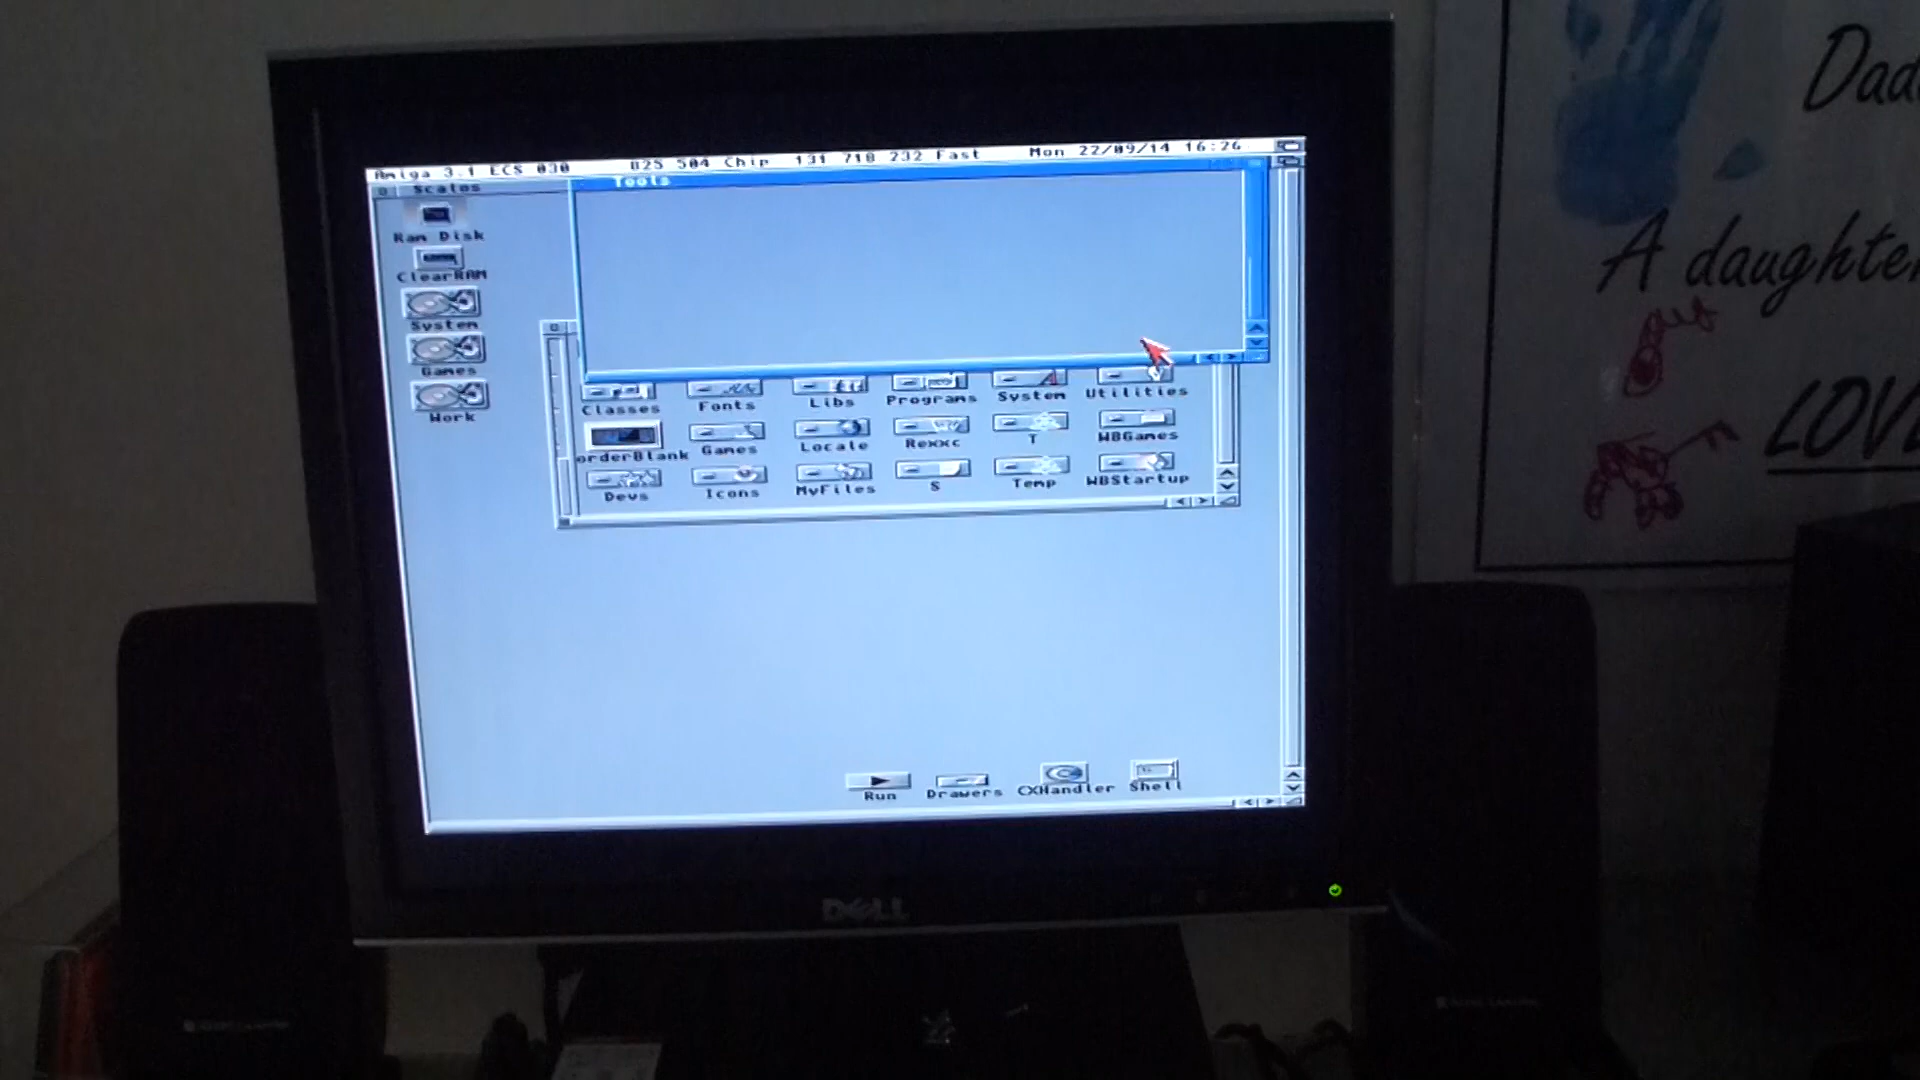 Amiga 3.1 ECS 030 825 504 Chip 131 718 232 Fast Mon 22/09/14 16:26
Scalos
Tools
Ram Disk
ClearRAM
System
Games
Work
Classes Fonts Libs Programs System Utilities
orderBlank Games Locale Rexxc T WBGames
Devs Icons MyFiles S Temp WBStartup
Run Drawers CXHandler Shell
DELL
Dad
A daughter
LOV